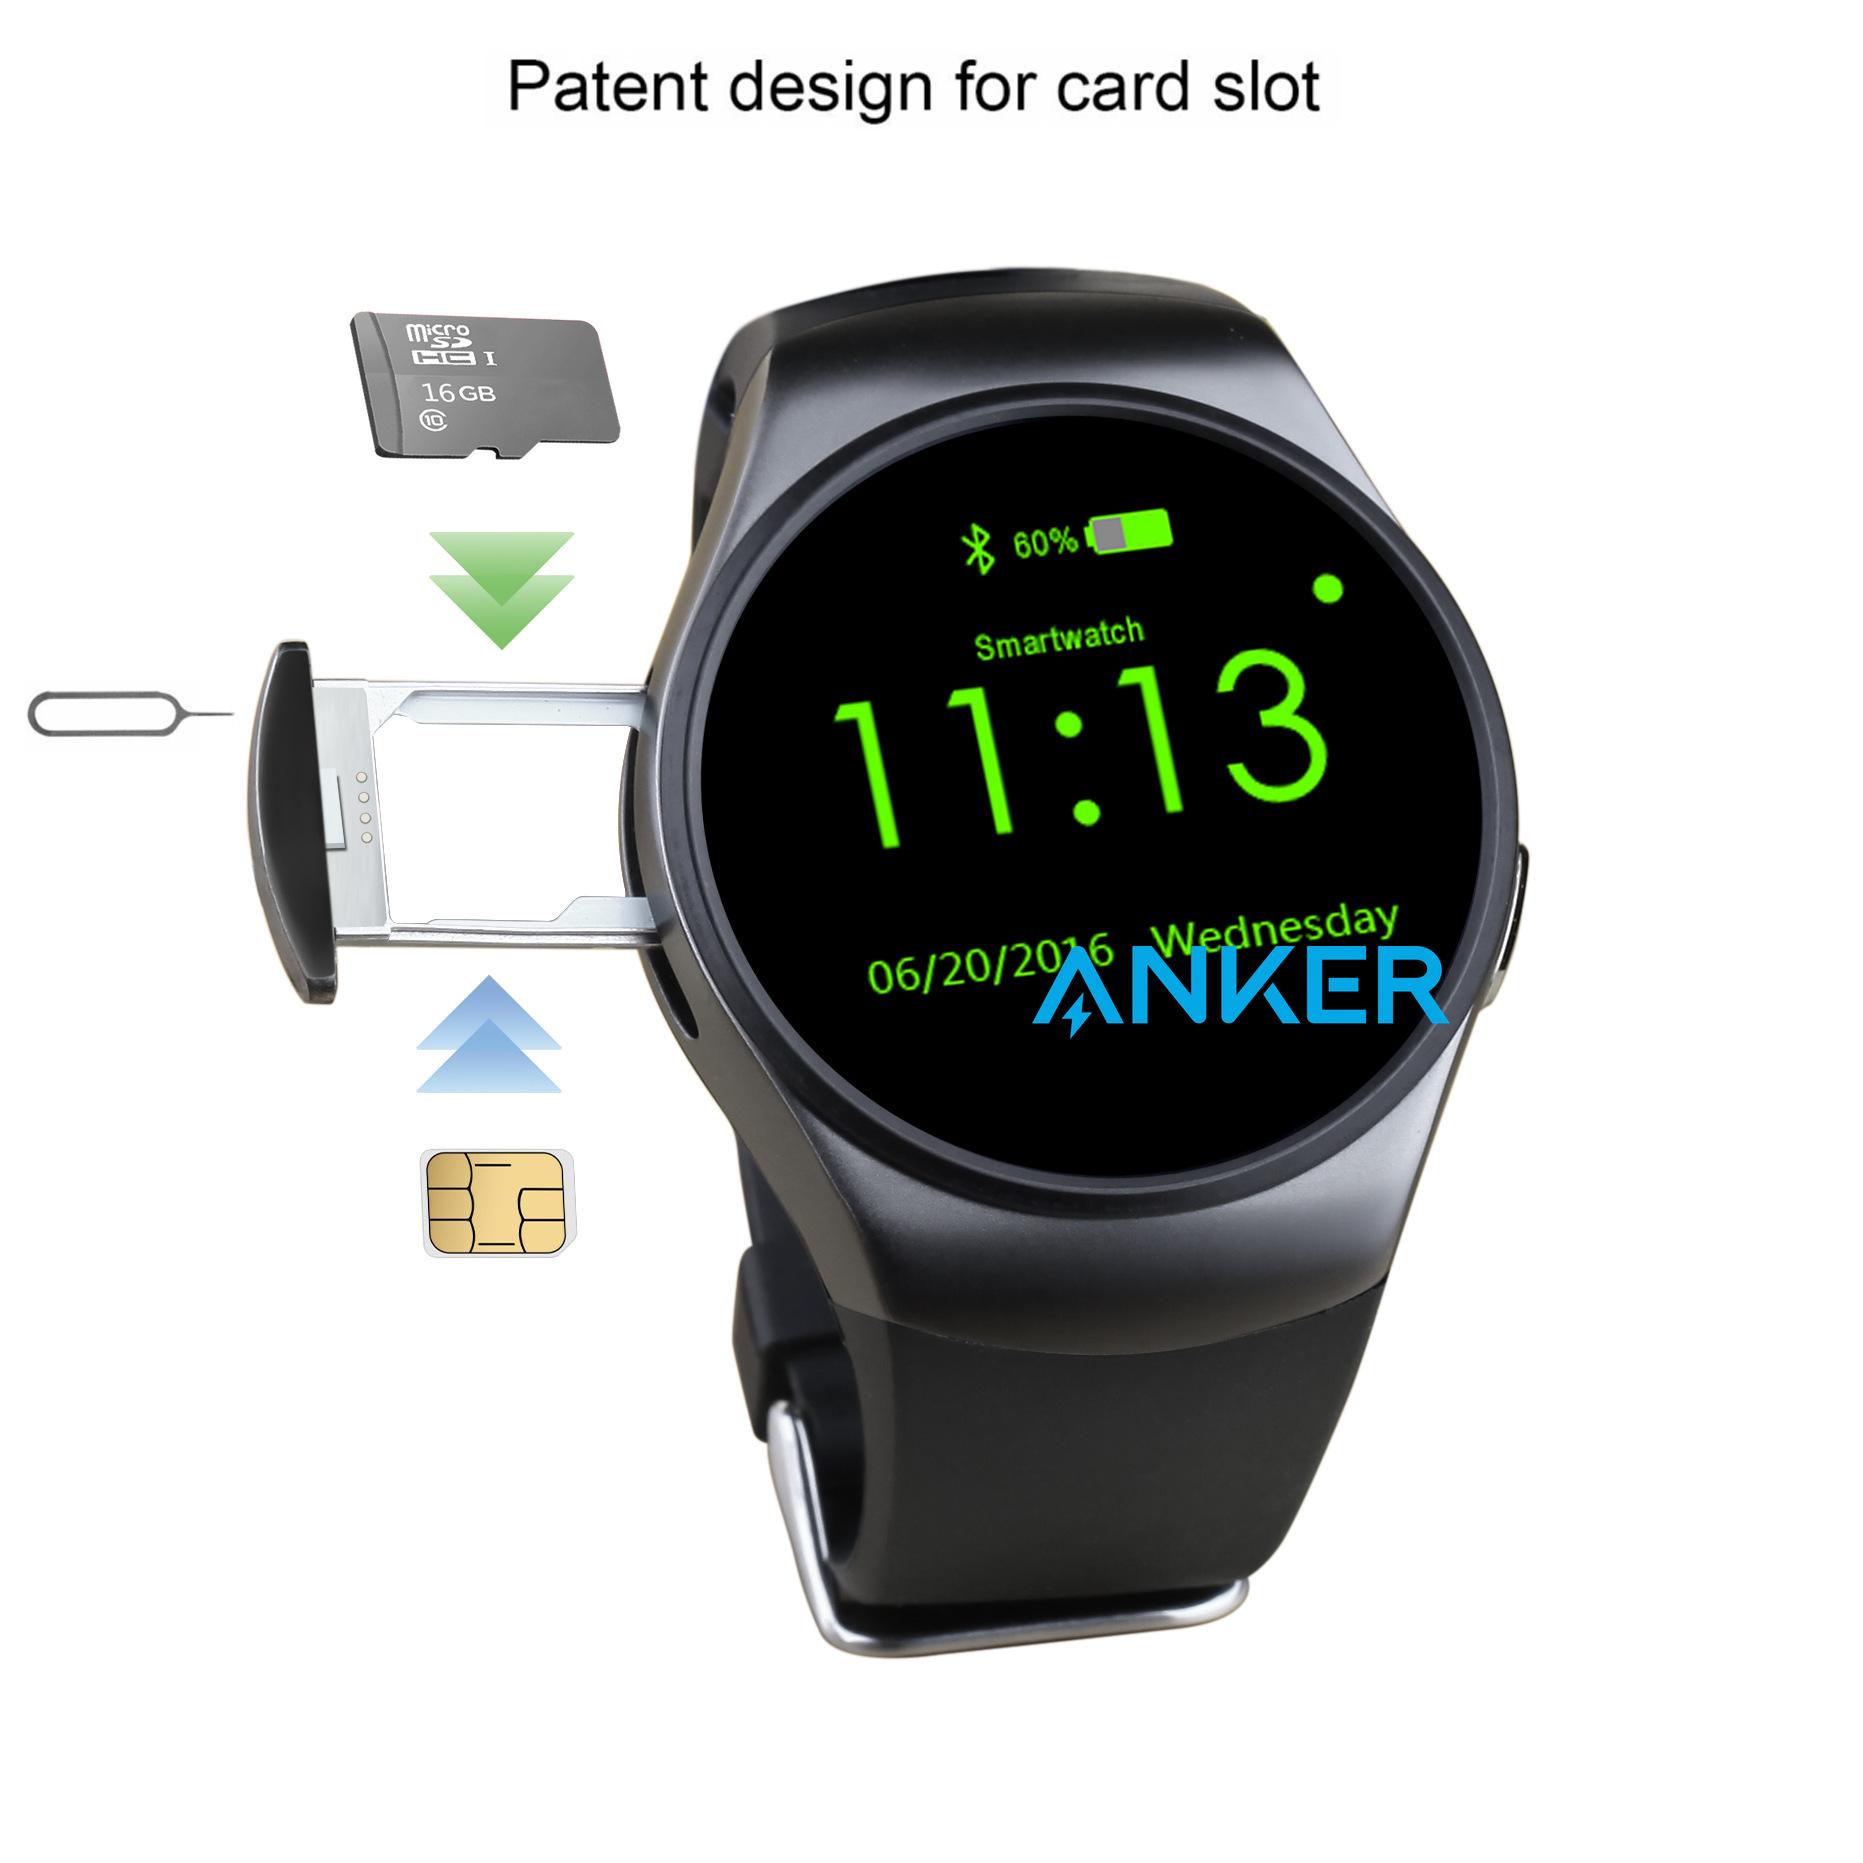 Patent design for card slot
micro
SD
HC I
16GB
10
60%
Smartwatch
11:13
06/20/2016 Wednesday
ANKER